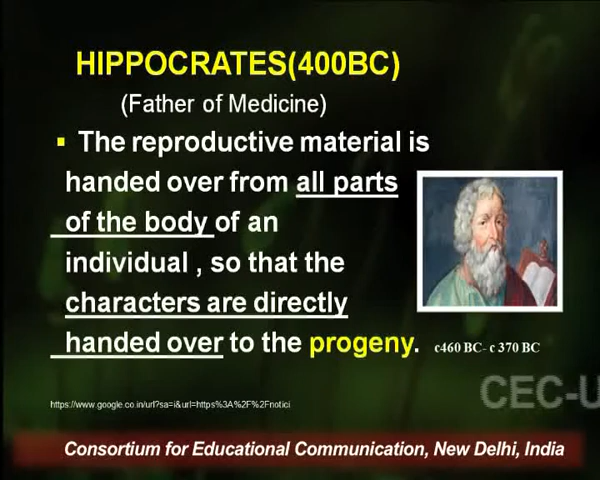 HIPPOCRATES(400BC)
(Father of Medicine)
▪ The reproductive material is
handed over from all parts
of the body of an
individual , so that the
characters are directly
handed over to the progeny.
c460 BC- c 370 BC
https://www.google.co.in/url?sa=i&url=https%3A%2F%2Fnotici
CEC-U
Consortium for Educational Communication, New Delhi, India